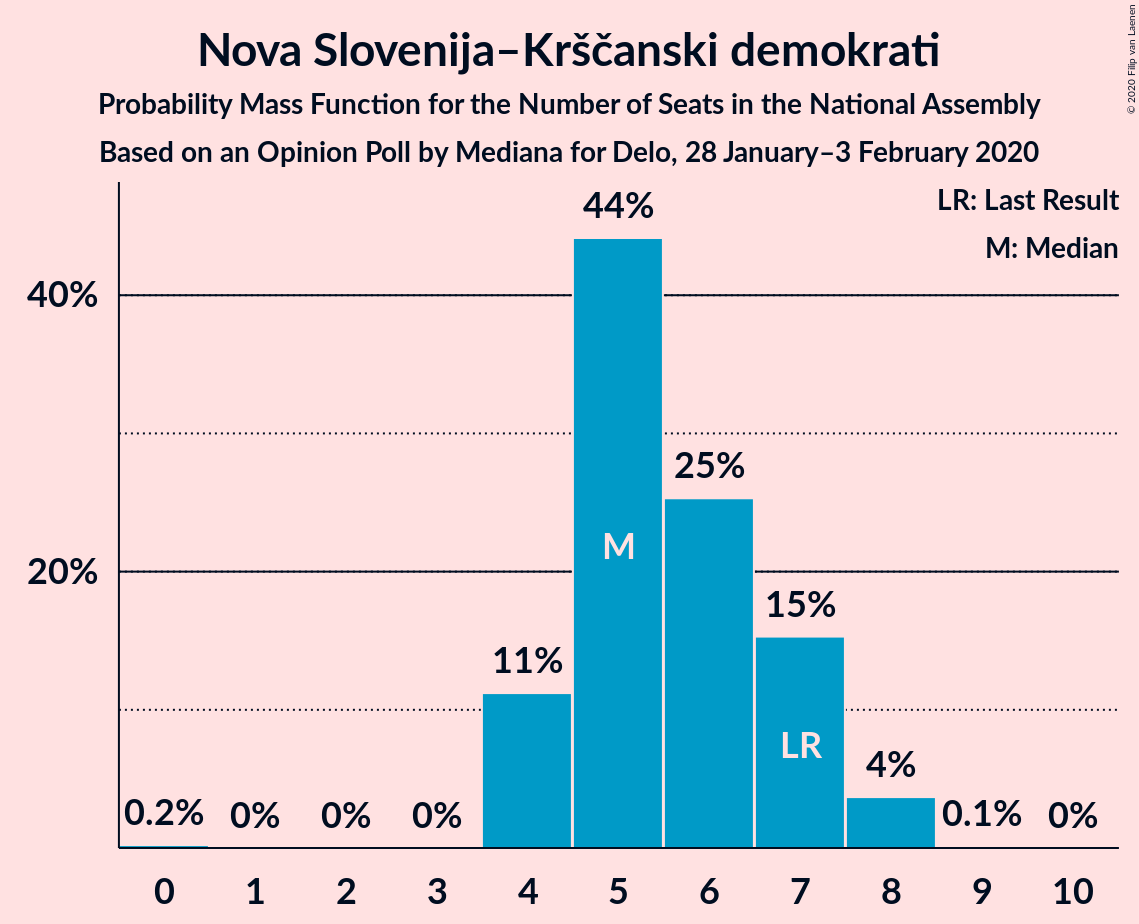 Nova Slovenija–Krščanski demokrati
Probability Mass Function for the Number of Seats in the National Assembly
Based on an Opinion Poll by Mediana for Delo, 28 January–3 February 2020
© 2020 Filip van Laenen
LR: Last Result
M: Median
40%
20%
0.2%
0%
0%
0%
11%
44%
25%
15%
4%
0.1%
0%
M
LR
0 1 2 3 4 5 6 7 8 9 10